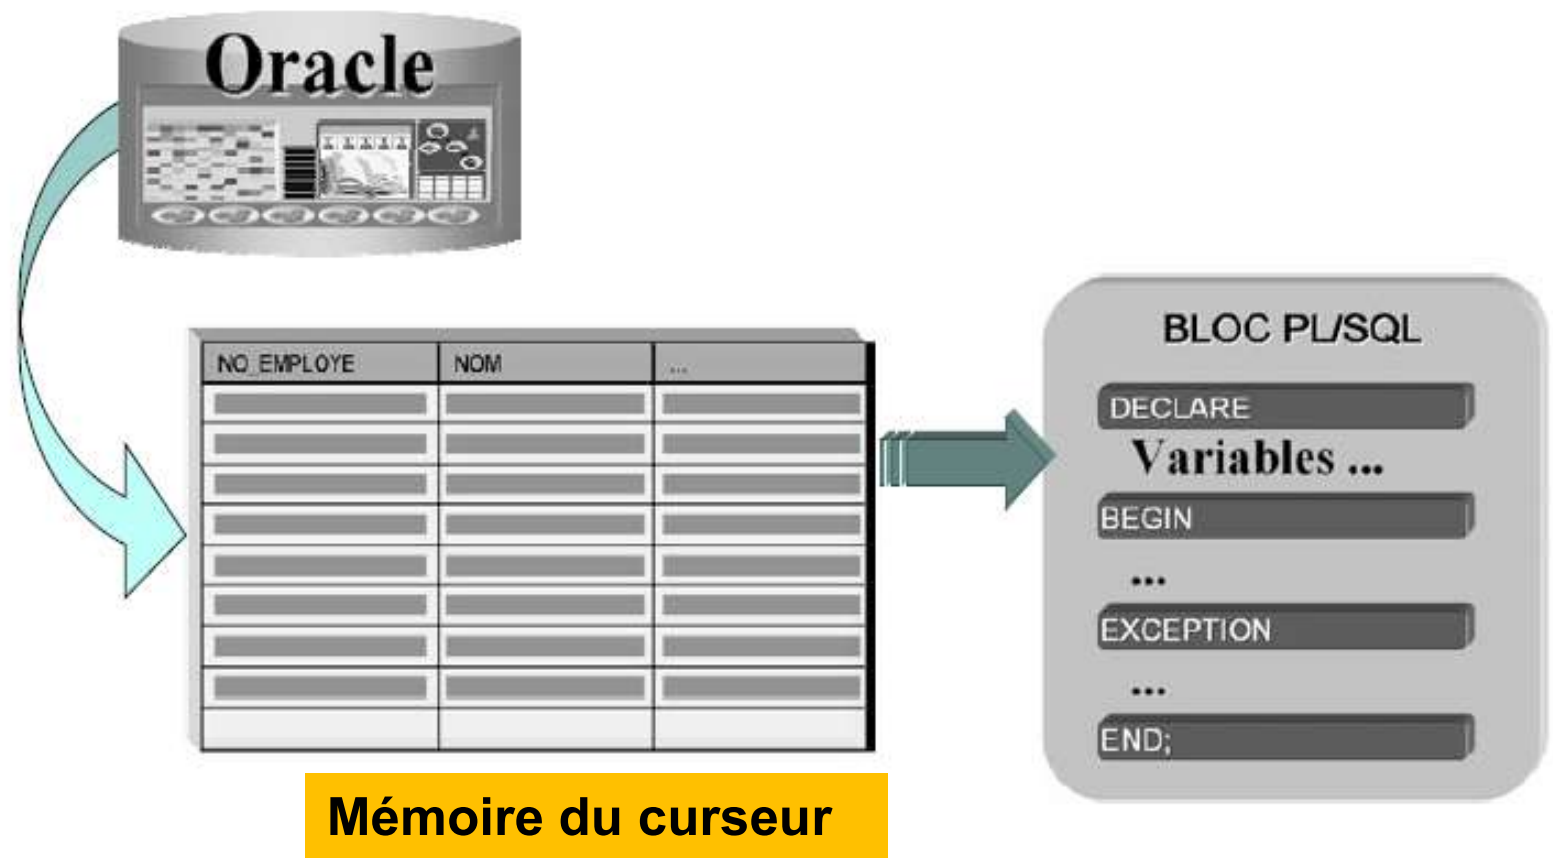 Oracle
NO_EMPLOYE NOM ...
BLOC PL/SQL
DECLARE
Variables ...
BEGIN
...
EXCEPTION
...
END;
Mémoire du curseur